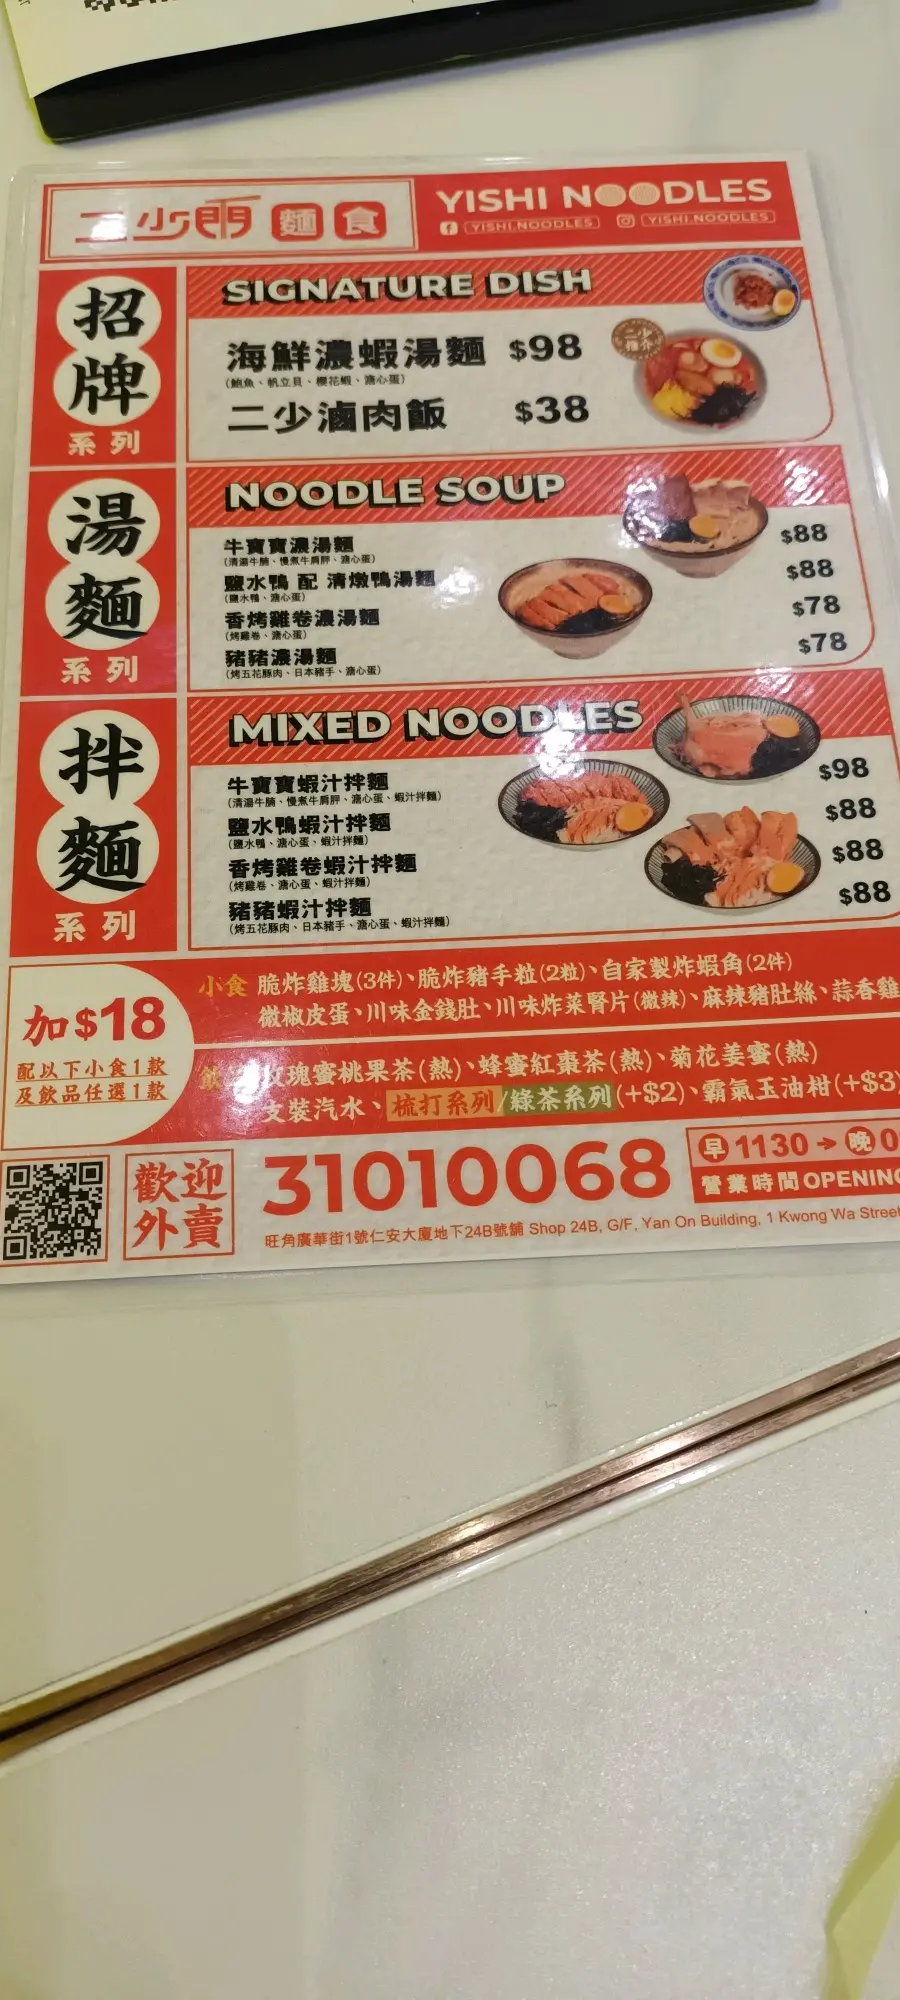 二少雨 麵食
YISHI NOODLES
YISHI.NOODLES YISHI.NOODLES
招牌系列
SIGNATURE DISH
海鮮濃蝦湯麵 $98
(鮑魚、帆立貝、櫻花蝦、溏心蛋)
二少推介
二少滷肉飯 $38
湯麵系列
NOODLE SOUP
牛寶寶濃湯麵 $88
(清湯牛腩、慢煮牛肩胛、溏心蛋)
鹽水鴨 配 清燉鴨湯麵 $88
(鹽水鴨、溏心蛋)
香烤雞卷濃湯麵 $78
(烤雞卷、溏心蛋)
豬豬濃湯麵 $78
(烤五花豚肉、日本豬手、溏心蛋)
拌麵系列
MIXED NOODLES
牛寶寶蝦汁拌麵 $98
(清湯牛腩、慢煮牛肩胛、溏心蛋、蝦汁拌麵)
鹽水鴨蝦汁拌麵 $88
(鹽水鴨、溏心蛋、蝦汁拌麵)
香烤雞卷蝦汁拌麵 $88
(烤雞卷、溏心蛋、蝦汁拌麵)
豬豬蝦汁拌麵 $88
(烤五花豚肉、日本豬手、溏心蛋、蝦汁拌麵)
加$18
配以下小食1款
及飲品任選1款
小食 脆炸雞塊(3件)、脆炸豬手粒(2粒)、自家製炸蝦角(2件)
微椒皮蛋、川味金錢肚、川味炸菜腎片(微辣)、麻辣豬肚絲、蒜香雞
飲 玫瑰蜜桃果茶(熱)、蜂蜜紅棗茶(熱)、菊花姜蜜(熱)
支裝汽水、梳打系列/綠茶系列(+$2)、霸氣玉油柑(+$3)
歡迎外賣
31010068
早1130→晚0
營業時間OPENING
旺角廣華街1號仁安大廈地下24B號舖 Shop 24B, G/F, Yan On Building, 1 Kwong Wa Street,